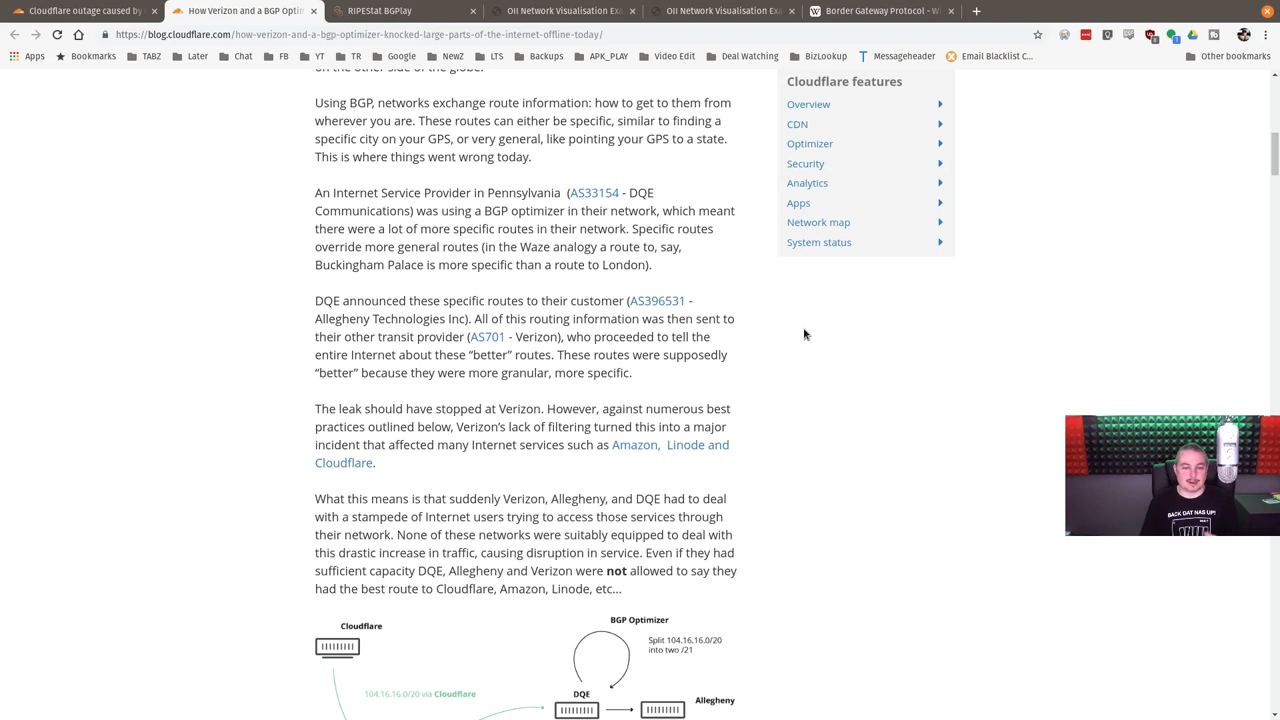 Cloudflare outage caused by
How Verizon and a BGP Optim
RIPEStat BGPlay
OII Network Visualisation Exa
OII Network Visualisation Exa
Border Gateway Protocol - Wi
https://blog.cloudflare.com/how-verizon-and-a-bgp-optimizer-knocked-large-parts-of-the-internet-offline-today/
Apps
Bookmarks
TABZ
Later
Chat
FB
YT
TR
Google
NewZ
LTS
Backups
APK_PLAY
Video Edit
Deal Watching
BizLookup
Messageheader
Email Blacklist C...
Other bookmarks
on the other side of the globe.
Using BGP, networks exchange route information: how to get to them from
wherever you are. These routes can either be specific, similar to finding a
specific city on your GPS, or very general, like pointing your GPS to a state.
This is where things went wrong today.
An Internet Service Provider in Pennsylvania (AS33154 - DQE
Communications) was using a BGP optimizer in their network, which meant
there were a lot of more specific routes in their network. Specific routes
override more general routes (in the Waze analogy a route to, say,
Buckingham Palace is more specific than a route to London).
DQE announced these specific routes to their customer (AS396531 -
Allegheny Technologies Inc). All of this routing information was then sent to
their other transit provider (AS701 - Verizon), who proceeded to tell the
entire Internet about these “better” routes. These routes were supposedly
“better” because they were more granular, more specific.
The leak should have stopped at Verizon. However, against numerous best
practices outlined below, Verizon’s lack of filtering turned this into a major
incident that affected many Internet services such as Amazon, Linode and
Cloudflare.
What this means is that suddenly Verizon, Allegheny, and DQE had to deal
with a stampede of Internet users trying to access those services through
their network. None of these networks were suitably equipped to deal with
this drastic increase in traffic, causing disruption in service. Even if they had
sufficient capacity DQE, Allegheny and Verizon were not allowed to say they
had the best route to Cloudflare, Amazon, Linode, etc...
Cloudflare
BGP Optimizer
Split 104.16.16.0/20
into two /21
104.16.16.0/20 via Cloudflare
DQE
Allegheny
Cloudflare features
Overview
CDN
Optimizer
Security
Analytics
Apps
Network map
System status
BACK DAT NAS UP!